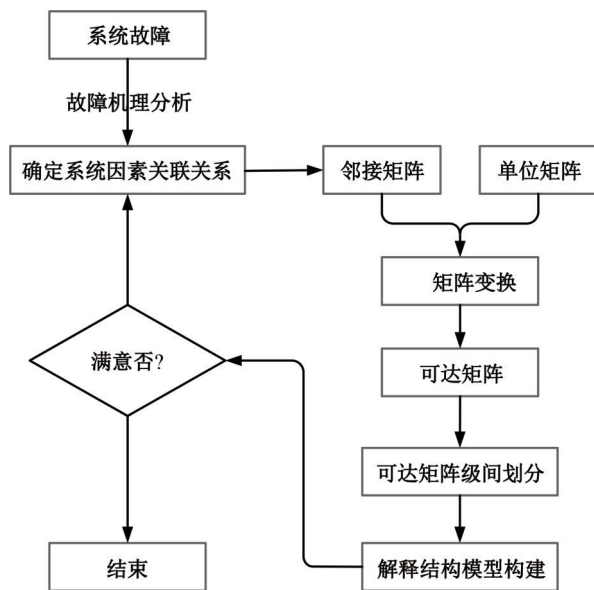 系统故障
故障机理分析
确定系统因素关联关系
邻接矩阵
单位矩阵
矩阵变换
满意否?
可达矩阵
可达矩阵级间划分
结束
解释结构模型构建